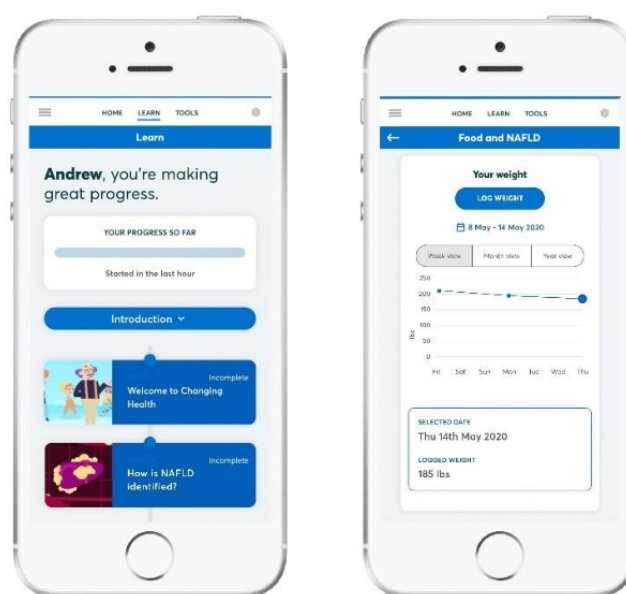 HOME LEARN TOOLS
Learn
Andrew, you're making
great progress.
YOUR PROGRESS SO FAR
Started in the last hour
Introduction
Incomplete
Welcome to Changing
Health
Incomplete
How is NAFLD
identified?
HOME LEARN TOOLS
Food and NAFLD
Your weight
LOG WEIGHT
8 May - 14 May 2020
Week view Month view Year view
250
200
150
100
50
0
lbs
Fri Sat Sun Mon Tue Wed Thu
SELECTED DATE
Thu 14th May 2020
LOGGED WEIGHT
185 lbs